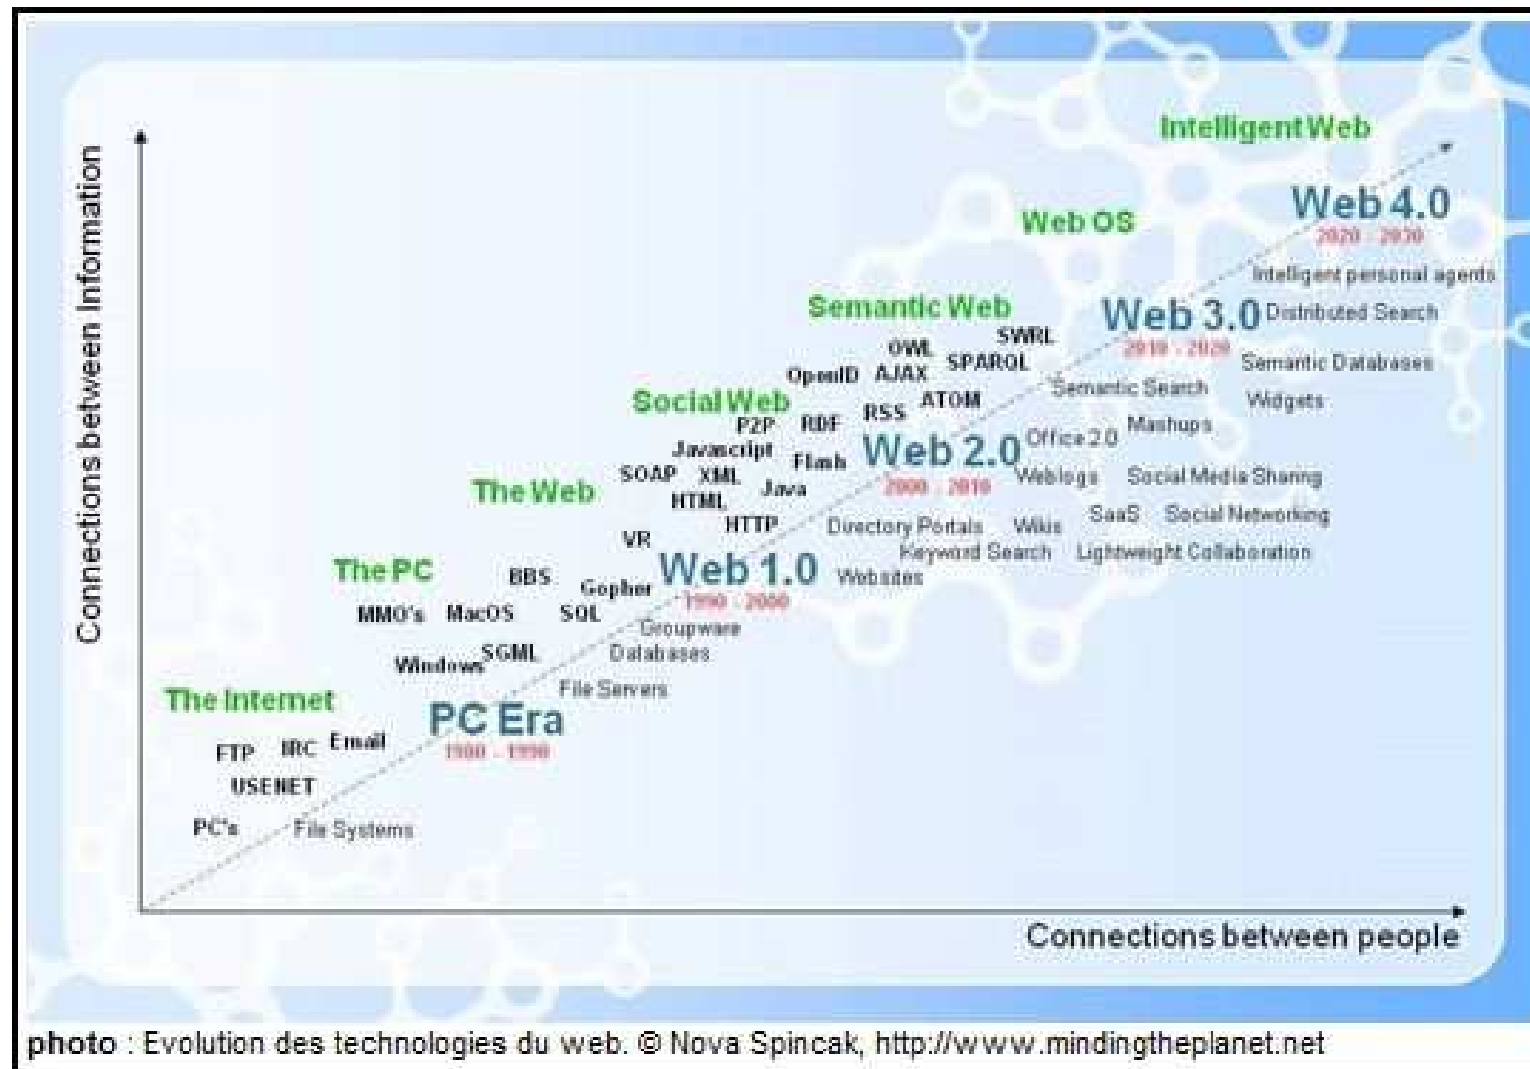 Connections between Information
Intelligent Web
Web 4.0
2020 - 2030
Web OS
Intelligent personal agents
Semantic Web
Web 3.0
Distributed Search
2010 - 2020
SWRL
OWL
SPARQL
Semantic Databases
OpenID
AJAX
Semantic Search
Widgets
Social Web
ATOM
RSS
P2P
RDF
Mashups
Office 2.0
Javascript
Flash
Web 2.0
2000 - 2010
SOAP
XML
Java
Weblogs
Social Media Sharing
The Web
HTML
HTTP
Directory Portals
Wikis
SaaS
Social Networking
VR
Keyword Search
Lightweight Collaboration
The PC
BBS
Gopher
Web 1.0
1990 - 2000
Websites
MMO's
MacOS
SQL
Groupware
Windows
SGML
Databases
File Servers
The Internet
PC Era
1980 - 1990
FTP
IRC
Email
USENET
PC's
File Systems
Connections between people
photo : Evolution des technologies du web. © Nova Spincak, http://www.mindingtheplanet.net